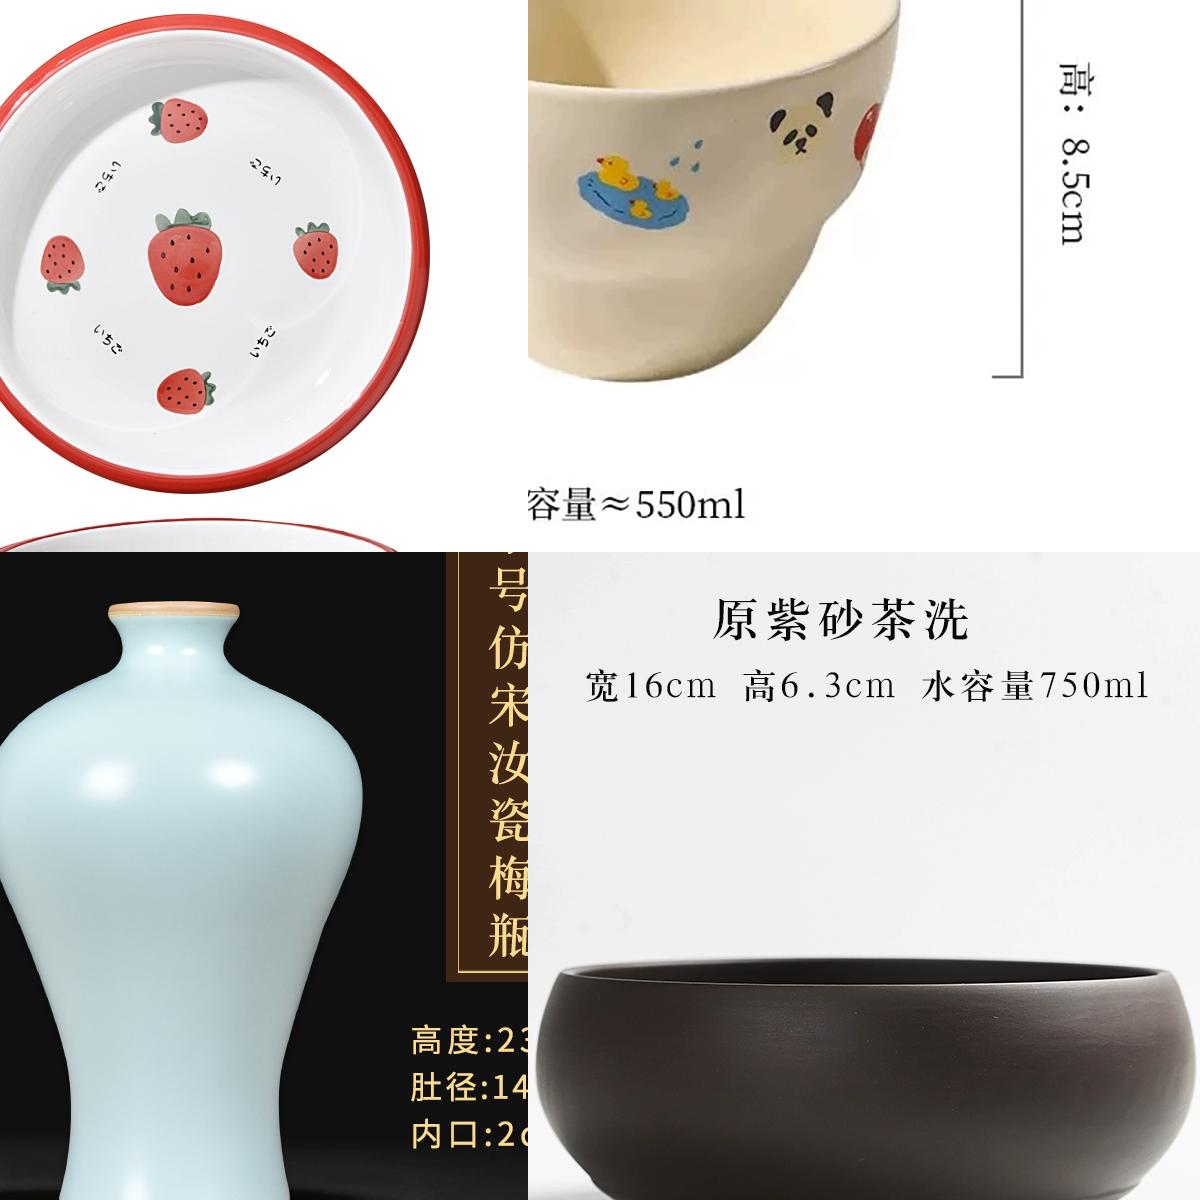 いちご
いちご
いちご
いちご
高：8.5cm
容量≈550ml
号仿宋汝瓷梅瓶
高度:23
肚径:14
内口:2c
原紫砂茶洗
宽16cm 高6.3cm 水容量750ml